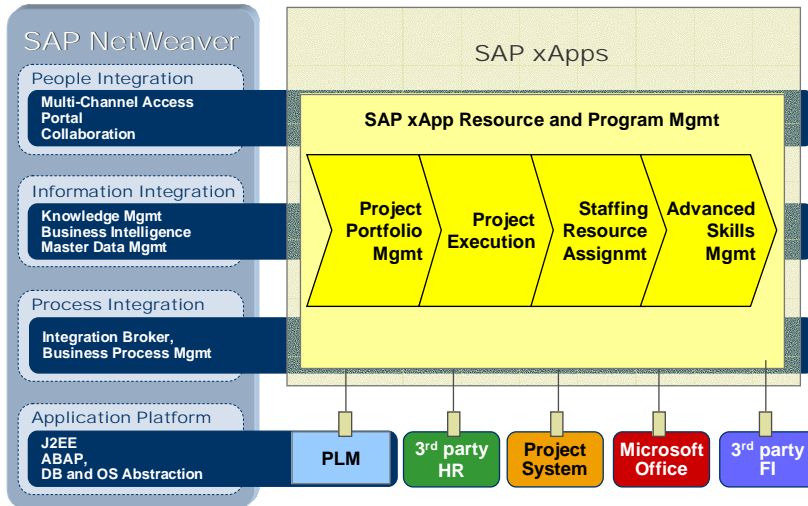 SAP NetWeaver
People Integration
Multi-Channel Access
Portal
Collaboration
Information Integration
Knowledge Mgmt
Business Intelligence
Master Data Mgmt
Process Integration
Integration Broker,
Business Process Mgmt
Application Platform
J2EE
ABAP,
DB and OS Abstraction
SAP xApps
SAP xApp Resource and Program Mgmt
Project
Portfolio
Mgmt
Project
Execution
Staffing
Resource
Assignmt
Advanced
Skills
Mgmt
PLM
3rd party
HR
Project
System
Microsoft
Office
3rd party
FI